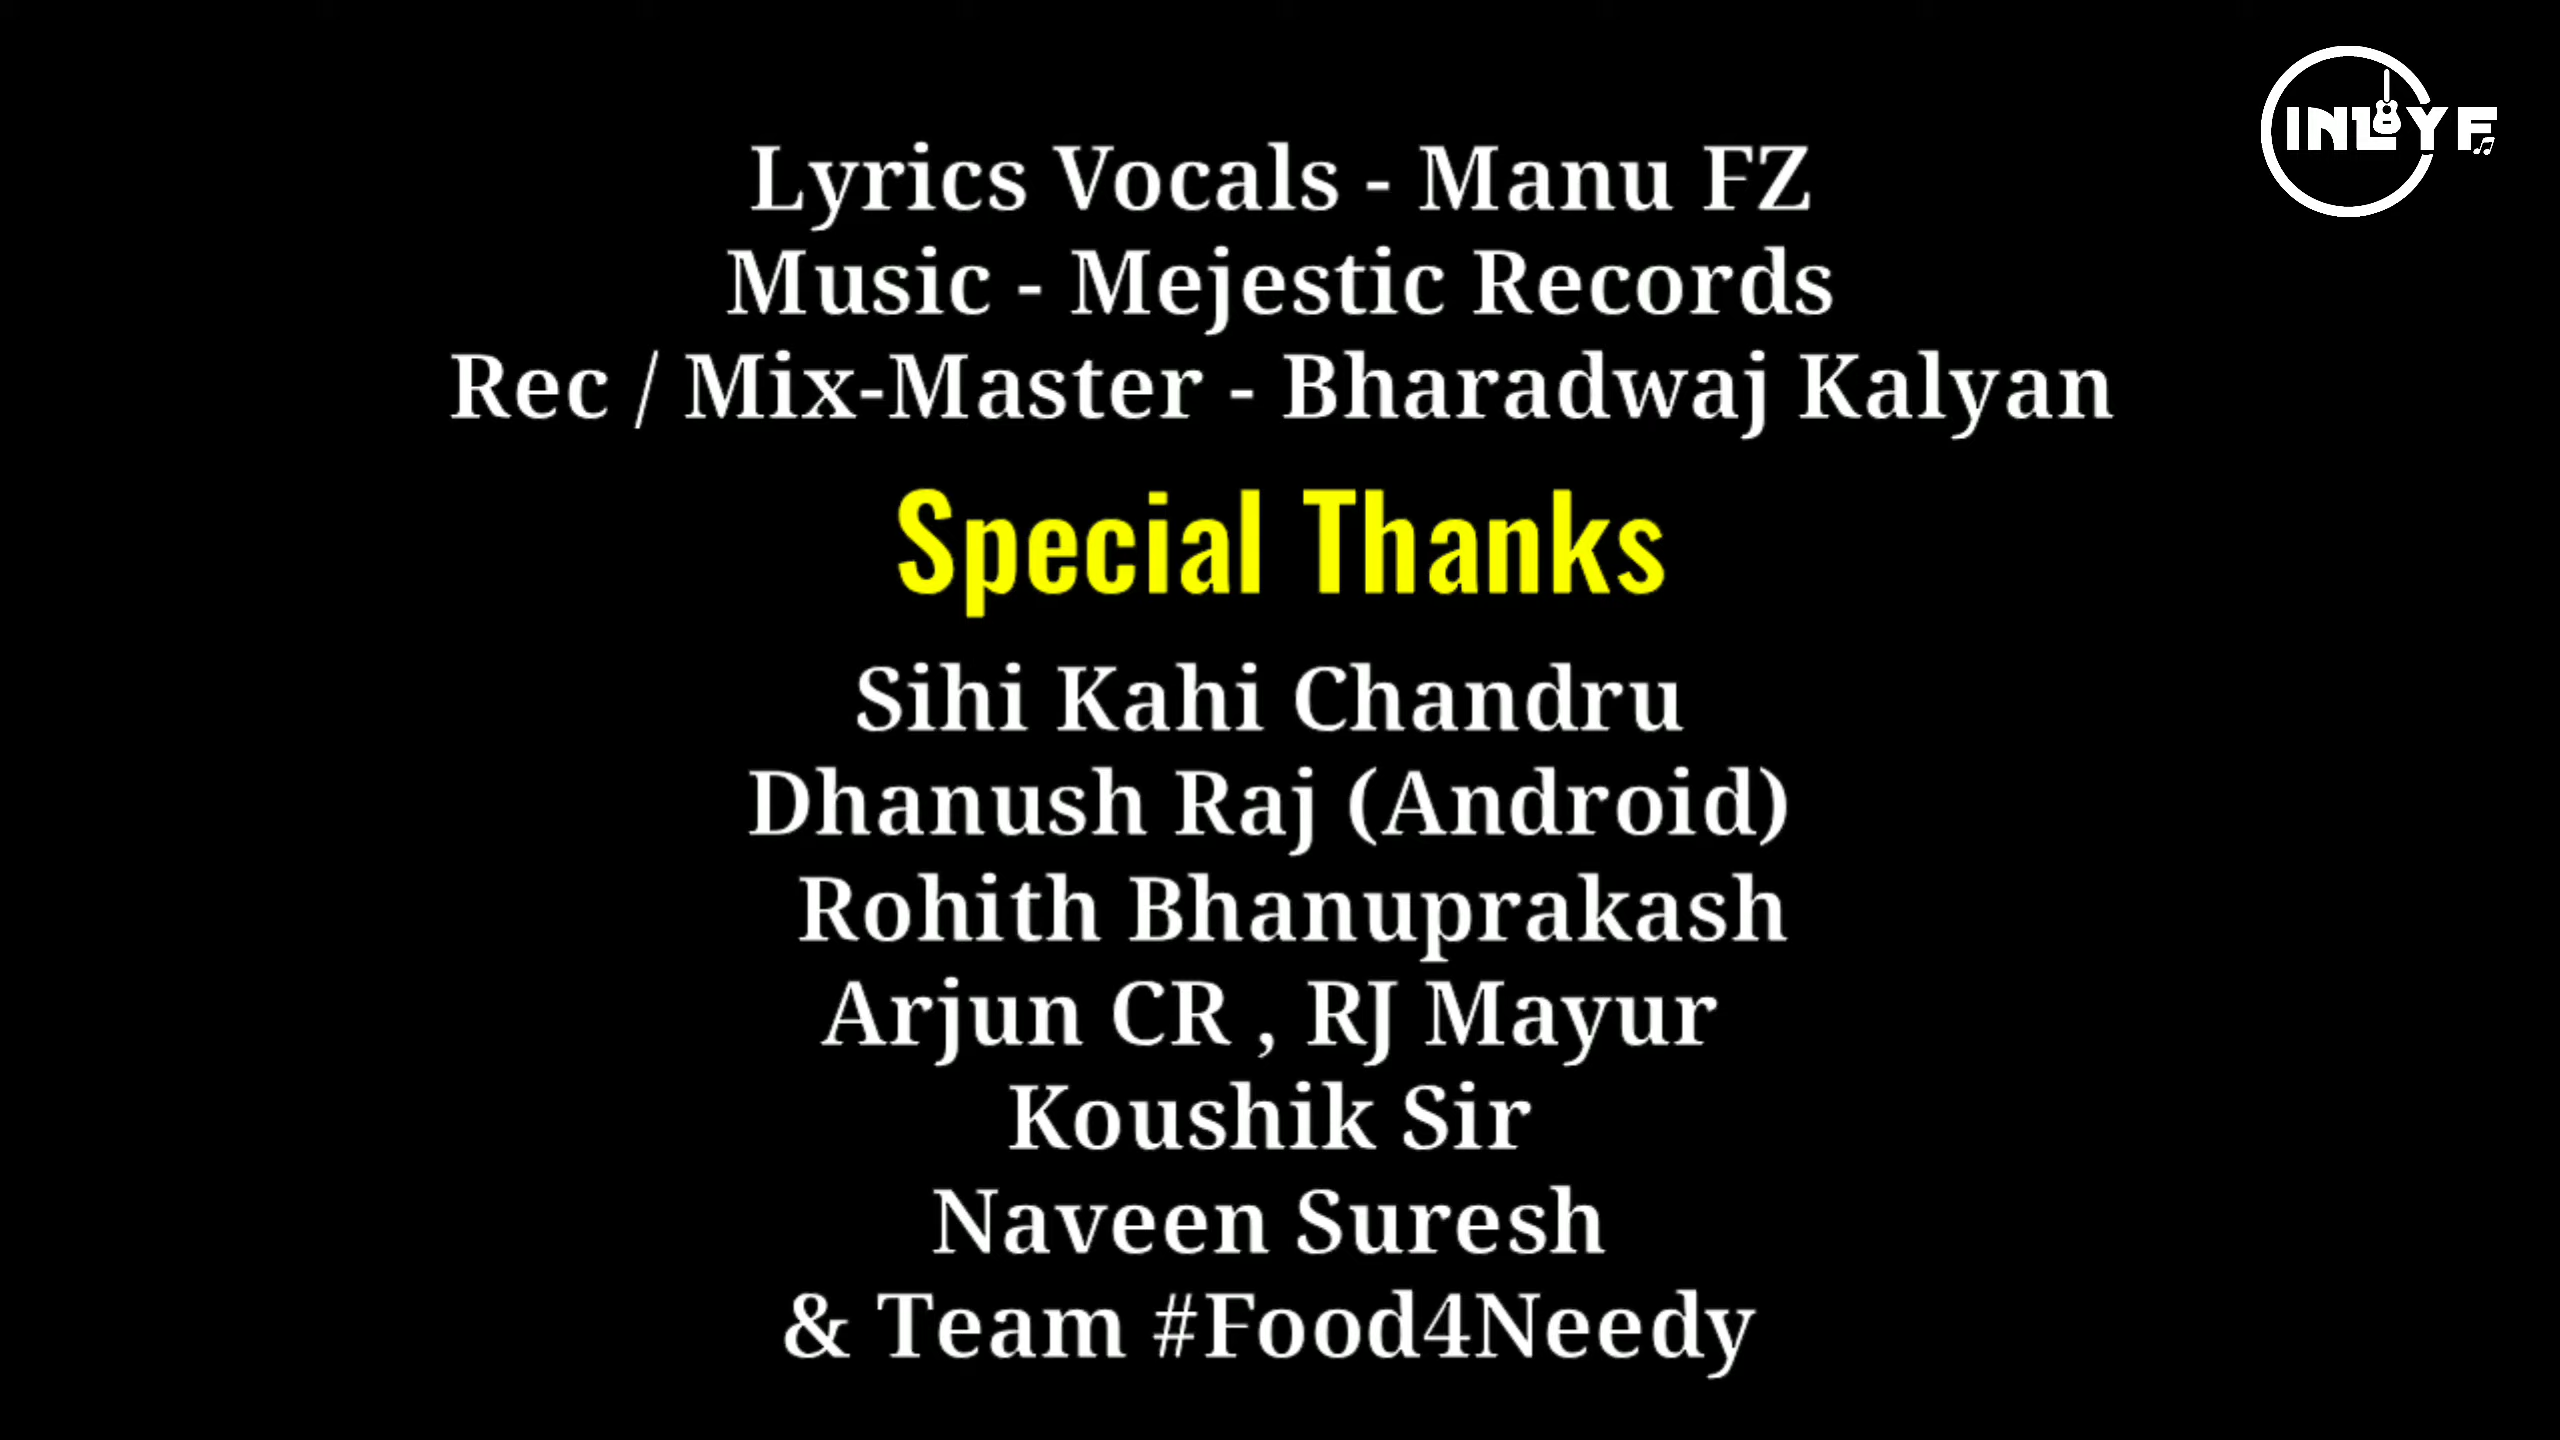 INLYF
Lyrics Vocals - Manu FZ
Music - Mejestic Records
Rec / Mix-Master - Bharadwaj Kalyan
Special Thanks
Sihi Kahi Chandru
Dhanush Raj (Android)
Rohith Bhanuprakash
Arjun CR , RJ Mayur
Koushik Sir
Naveen Suresh
& Team #Food4Needy